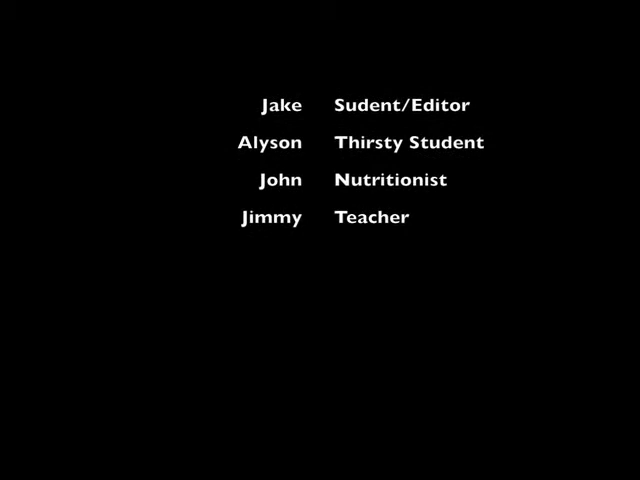 Jake Sudent/Editor
Alyson Thirsty Student
John Nutritionist
Jimmy Teacher